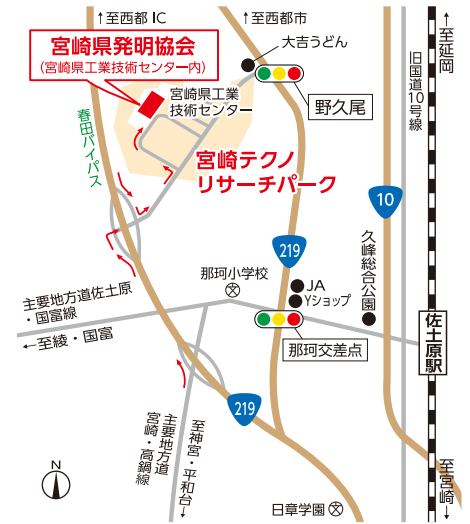 ↑至西都 IC
↑至西都市
←至延岡
宮崎県発明協会
(宮崎県工業技術センター内)
大吉うどん
旧国道10号線
宮崎県工業
技術センター
野久尾
春田バイパス
宮崎テクノ
リサーチパーク
10
219
久峰総合公園
那珂小学校
文
JA
Yショップ
主要地方道佐土原
・国富線
←至綾・国富
佐土原駅
那珂交差点
219
主要地方道
宮崎・高鍋線
至神宮・平和台→
至宮崎→
N
日章学園
文